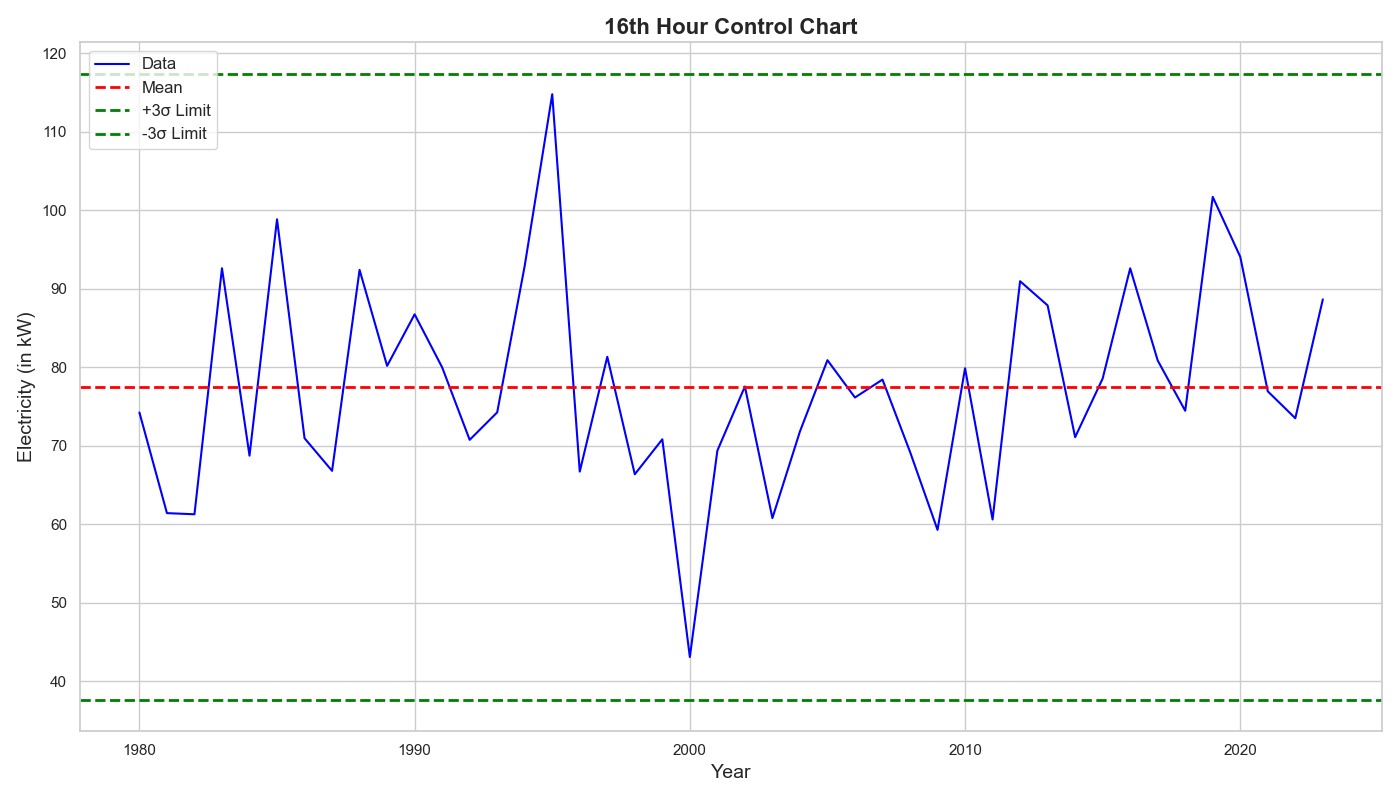 16th Hour Control Chart
Data
Mean
+3σ Limit
-3σ Limit
120
110
100
90
80
70
60
50
40
Electricity (in kW)
1980
1990
2000
2010
2020
Year